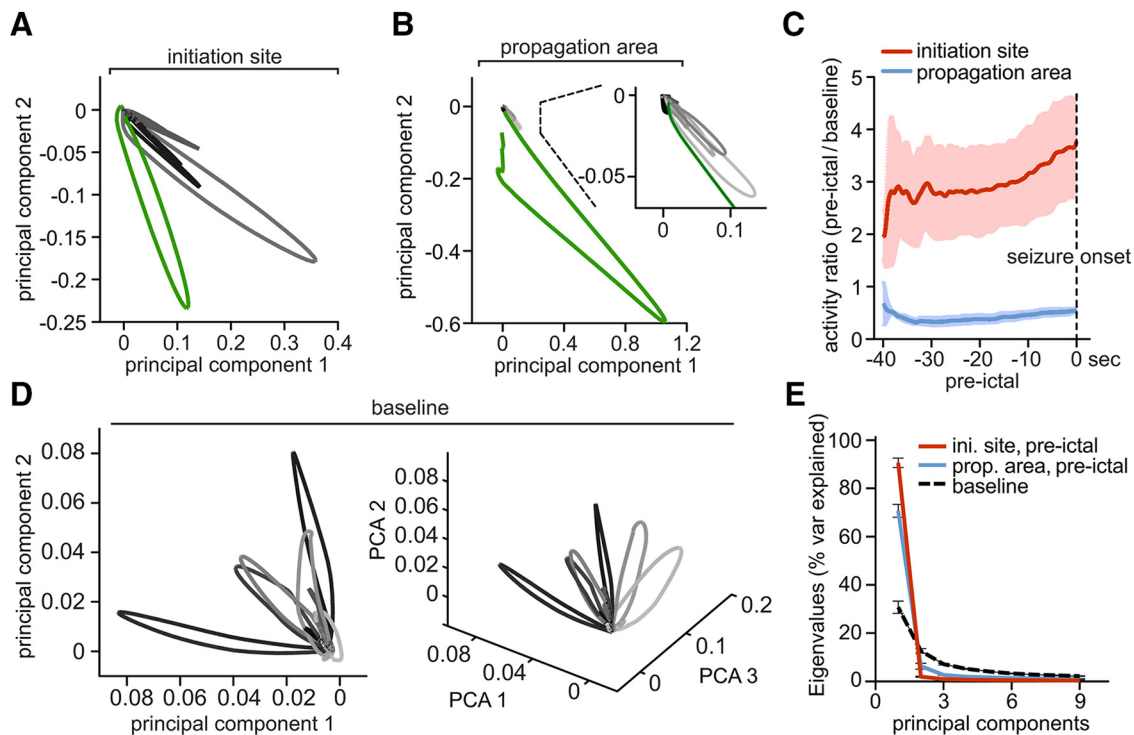 A
initiation site
principal component 2
0
-0.05
-0.1
-0.15
-0.2
-0.25
0
0.1
0.2
0.3
0.4
principal component 1
B
propagation area
principal component 2
0
-0.2
-0.4
-0.6
0
0.4
0.8
1.2
principal component 1
0
-0.05
0
0.1
C
initiation site
propagation area
activity ratio (pre-ictal / baseline)
5
4
3
2
1
0
seizure onset
-40
-30
-20
-10
0 sec
pre-ictal
D
baseline
principal component 2
0.08
0.06
0.04
0.02
0
0.08
0.06
0.04
0.02
0
principal component 1
PCA 2
0.08
0.06
0.04
0.02
0
0.08
0.04
0
PCA 1
0.2
0.1
0
PCA 3
E
ini. site, pre-ictal
prop. area, pre-ictal
baseline
Eigenvalues (% var explained)
100
80
60
40
20
0
0
3
6
9
principal components